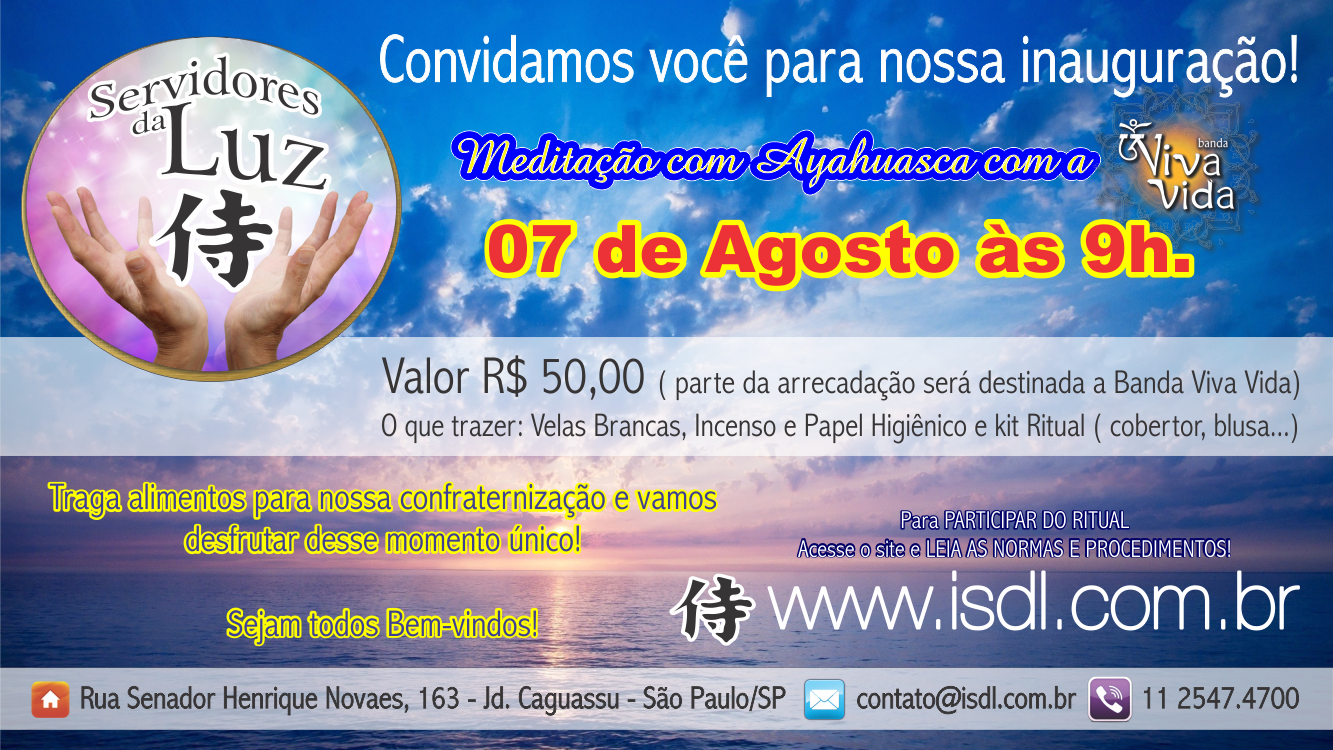 Servidores
da
Luz
侍
Convidamos você para nossa inauguração!
Meditação com Ayahuasca com a
banda
Viva
Vida
07 de Agosto às 9h.
Valor R$ 50,00 ( parte da arrecadação será destinada a Banda Viva Vida)
O que trazer: Velas Brancas, Incenso e Papel Higiênico e kit Ritual ( cobertor, blusa...)
Traga alimentos para nossa confraternização e vamos
desfrutar desse momento único!
Sejam todos Bem-vindos!
Para PARTICIPAR DO RITUAL
Acesse o site e LEIA AS NORMAS E PROCEDIMENTOS!
侍 www.isdl.com.br
Rua Senador Henrique Novaes, 163 - Jd. Caguassu - São Paulo/SP contato@isdl.com.br 11 2547.4700